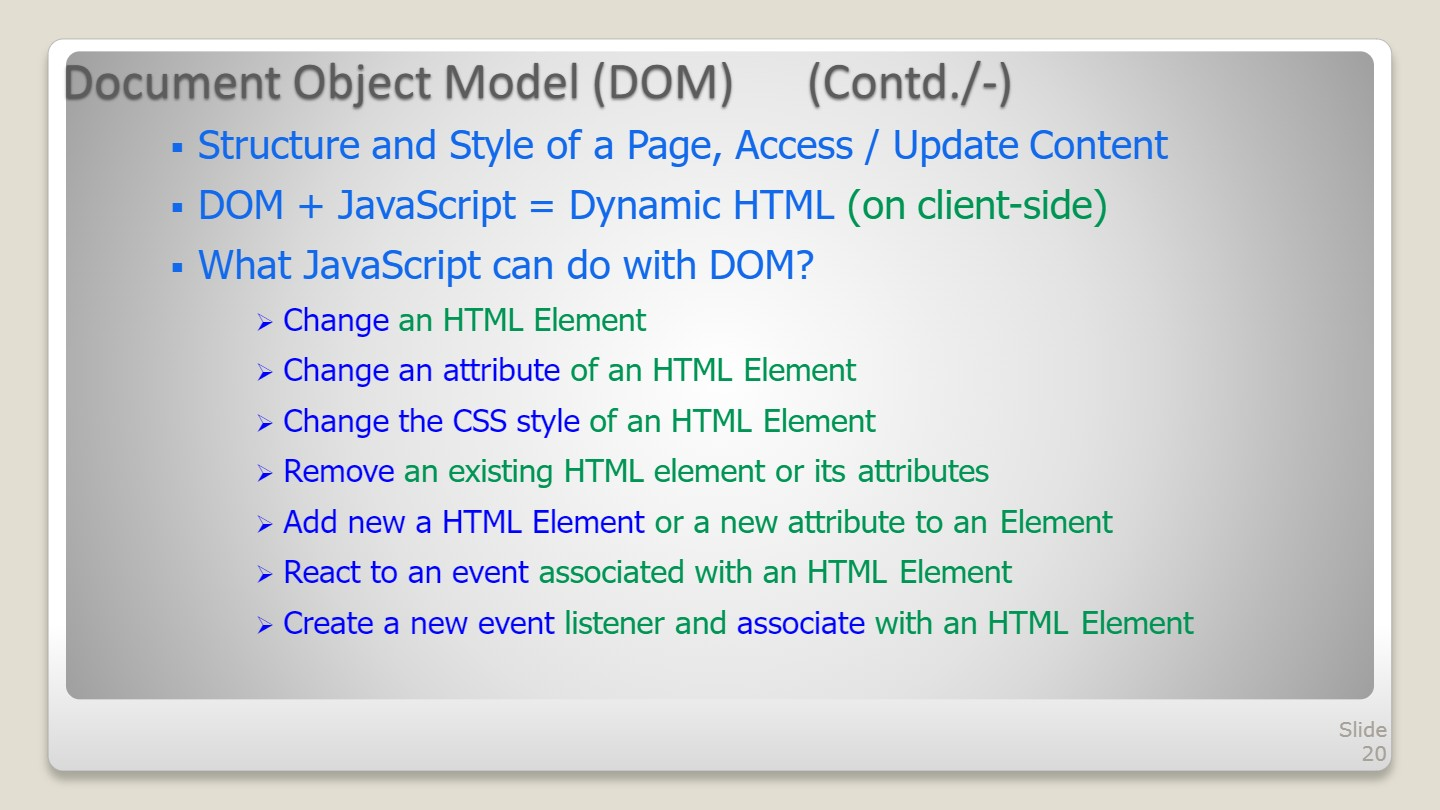 Document Object Model (DOM) (Contd./-)
▪ Structure and Style of a Page, Access / Update Content
▪ DOM + JavaScript = Dynamic HTML (on client-side)
▪ What JavaScript can do with DOM?
➢ Change an HTML Element
➢ Change an attribute of an HTML Element
➢ Change the CSS style of an HTML Element
➢ Remove an existing HTML element or its attributes
➢ Add new a HTML Element or a new attribute to an Element
➢ React to an event associated with an HTML Element
➢ Create a new event listener and associate with an HTML Element
Slide
20